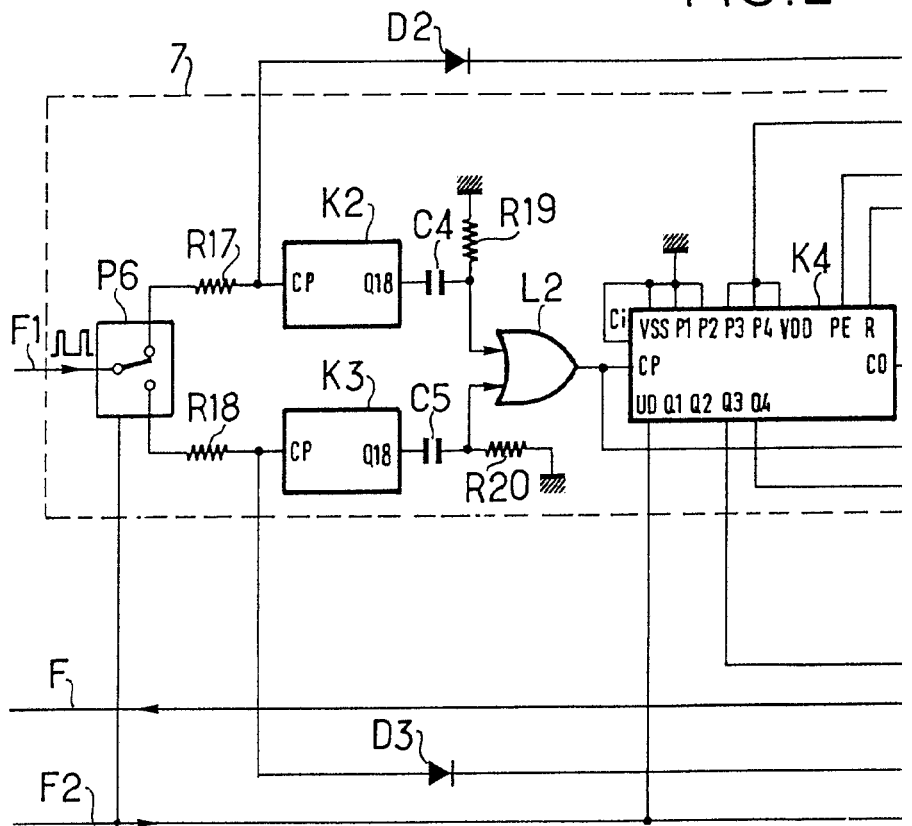 D2
7
K2
C4
R19
R17
P6
CP
Q18
L2
K4
F1
Ci
VSS P1 P2 P3 P4 VDD PE R
CP
CO
K3
C5
UD Q1 Q2 Q3 Q4
R18
CP
Q18
R20
F
D3
F2